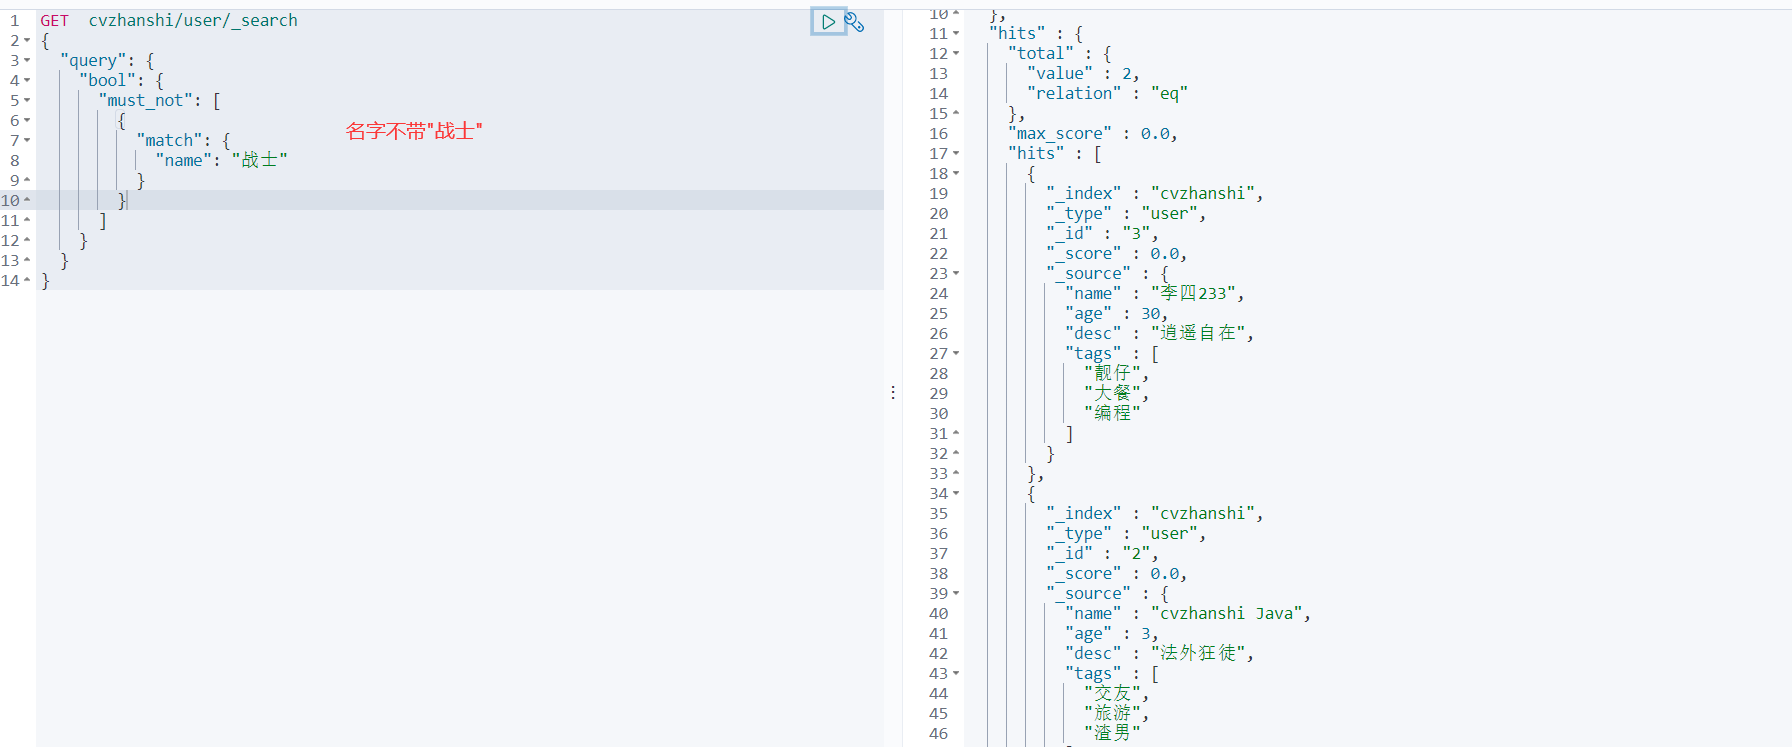 1 GET  cvzhanshi/user/_search
2 {
3   "query": {
4     "bool": {
5       "must_not": [
6         {
7           "match": {
8             "name": "战士"
9           }
10         }
11       ]
12     }
13   }
14 }
名字不带"战士"
10 },
11   "hits" : {
12     "total" : {
13       "value" : 2,
14       "relation" : "eq"
15     },
16     "max_score" : 0.0,
17     "hits" : [
18       {
19         "_index" : "cvzhanshi",
20         "_type" : "user",
21         "_id" : "3",
22         "_score" : 0.0,
23         "_source" : {
24           "name" : "李四233",
25           "age" : 30,
26           "desc" : "逍遥自在",
27           "tags" : [
28             "靓仔",
29             "大餐",
30             "编程"
31           ]
32         }
33       },
34       {
35         "_index" : "cvzhanshi",
36         "_type" : "user",
37         "_id" : "2",
38         "_score" : 0.0,
39         "_source" : {
40           "name" : "cvzhanshi Java",
41           "age" : 3,
42           "desc" : "法外狂徒",
43           "tags" : [
44             "交友",
45             "旅游",
46             "渣男"